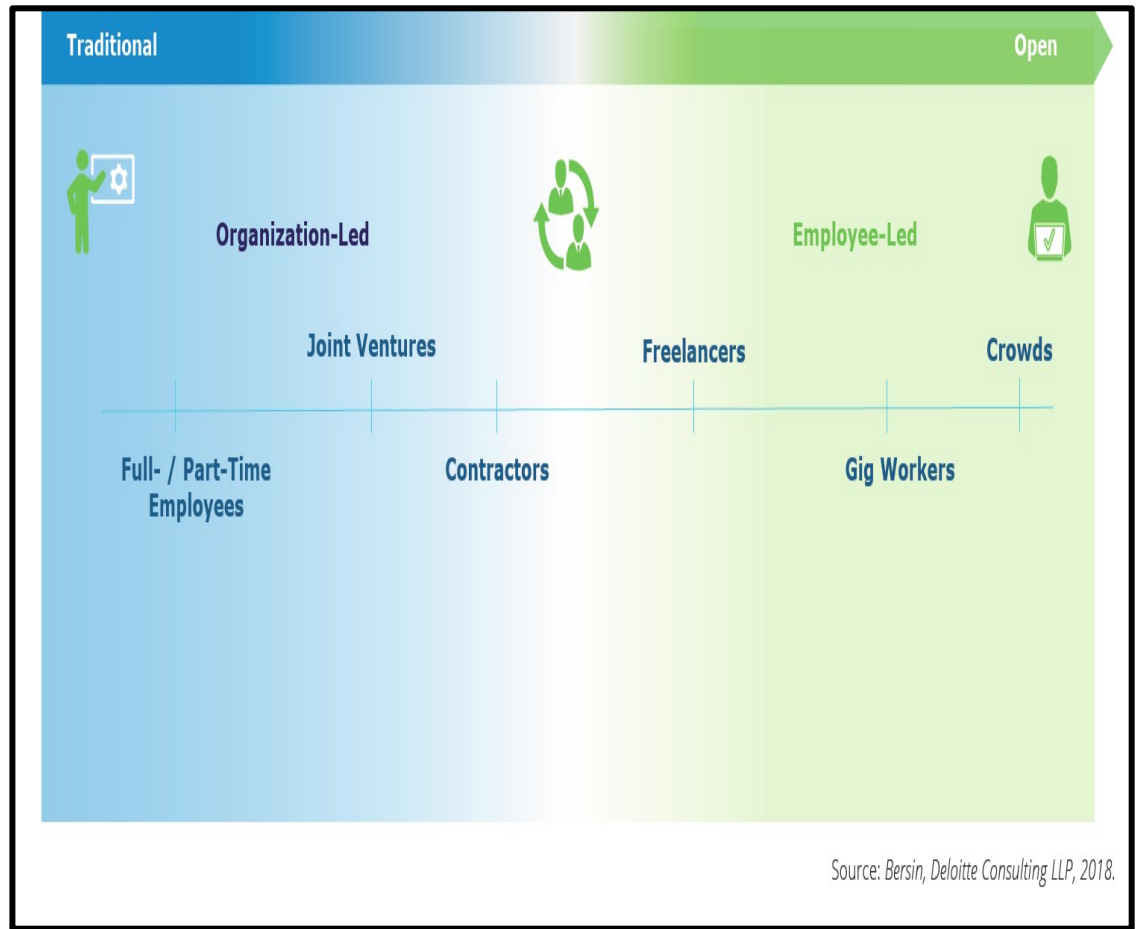 Traditional
Open
Organization-Led
Employee-Led
Joint Ventures
Freelancers
Crowds
Full- / Part-Time
Employees
Contractors
Gig Workers
Source: Bersin, Deloitte Consulting LLP, 2018.